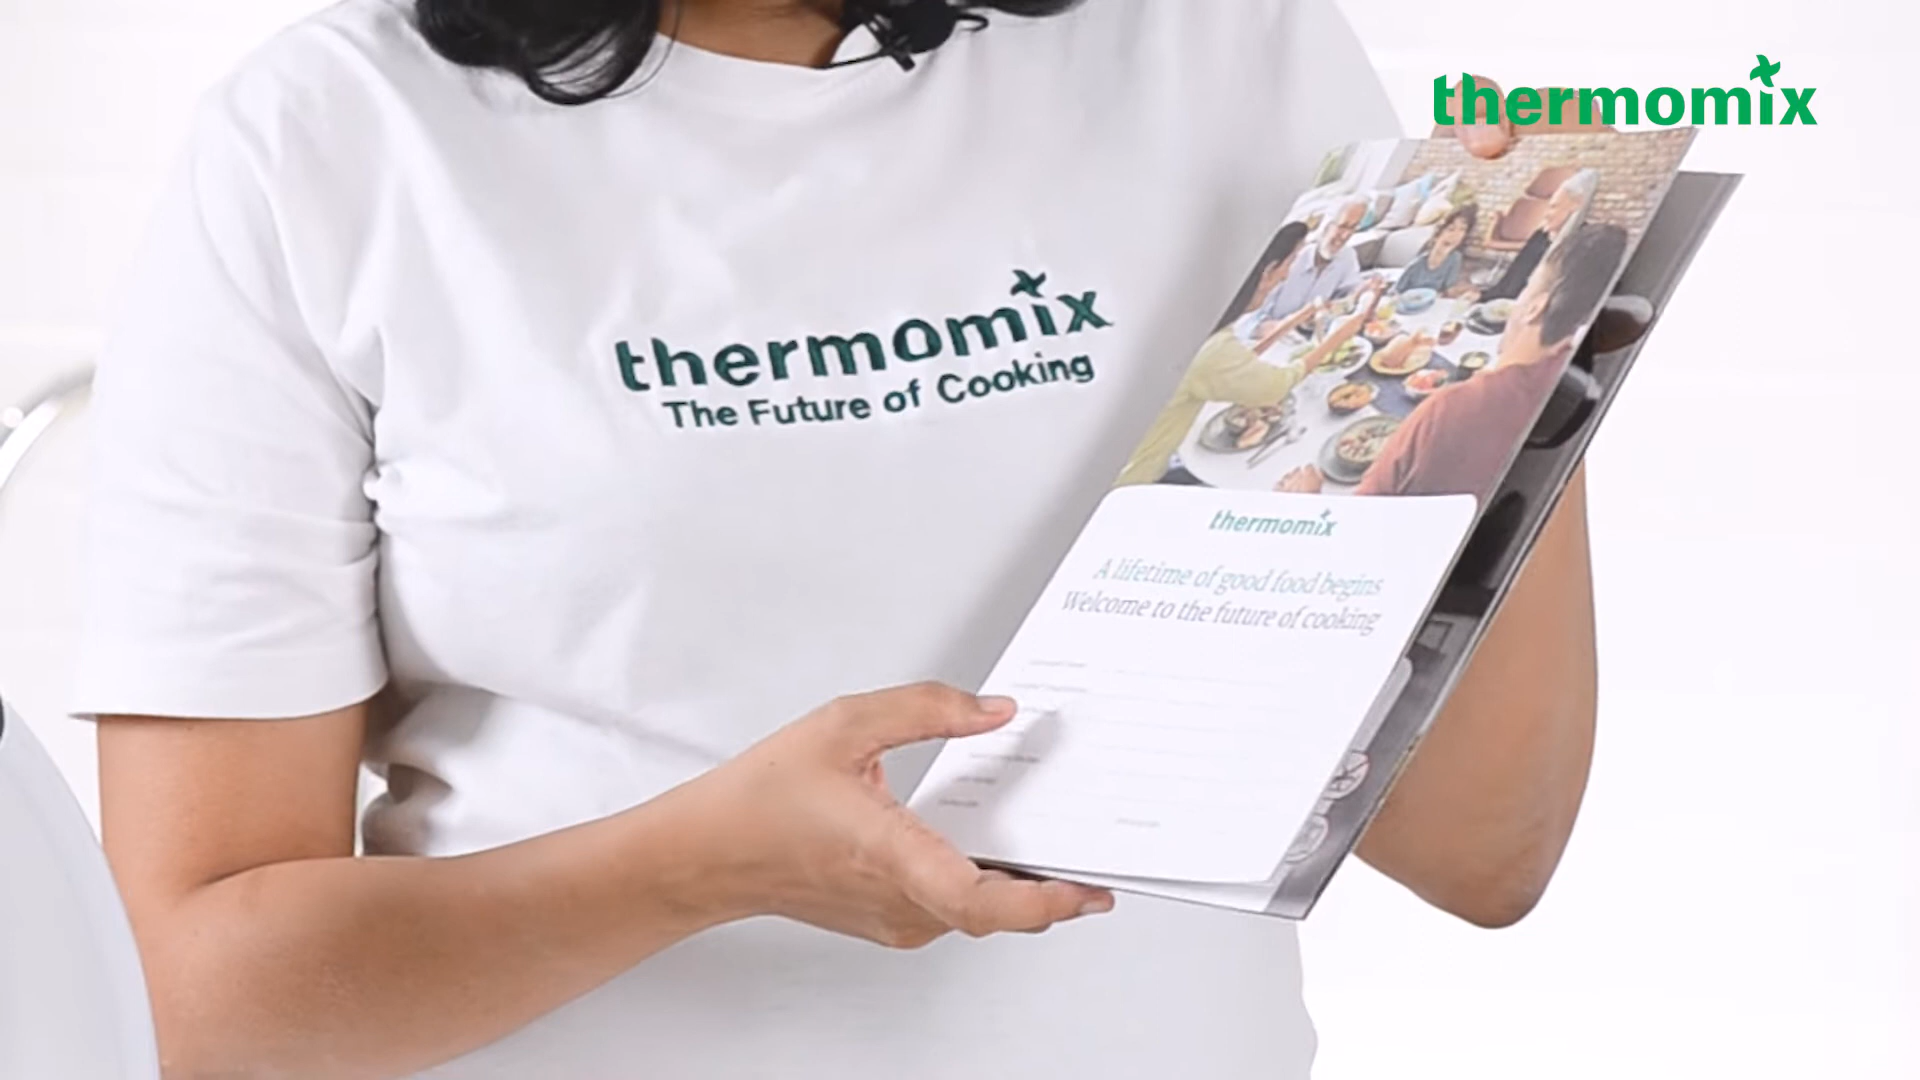 thermomix
thermomix
The Future of Cooking
thermomix
A lifetime of good food begins
Welcome to the future of cooking